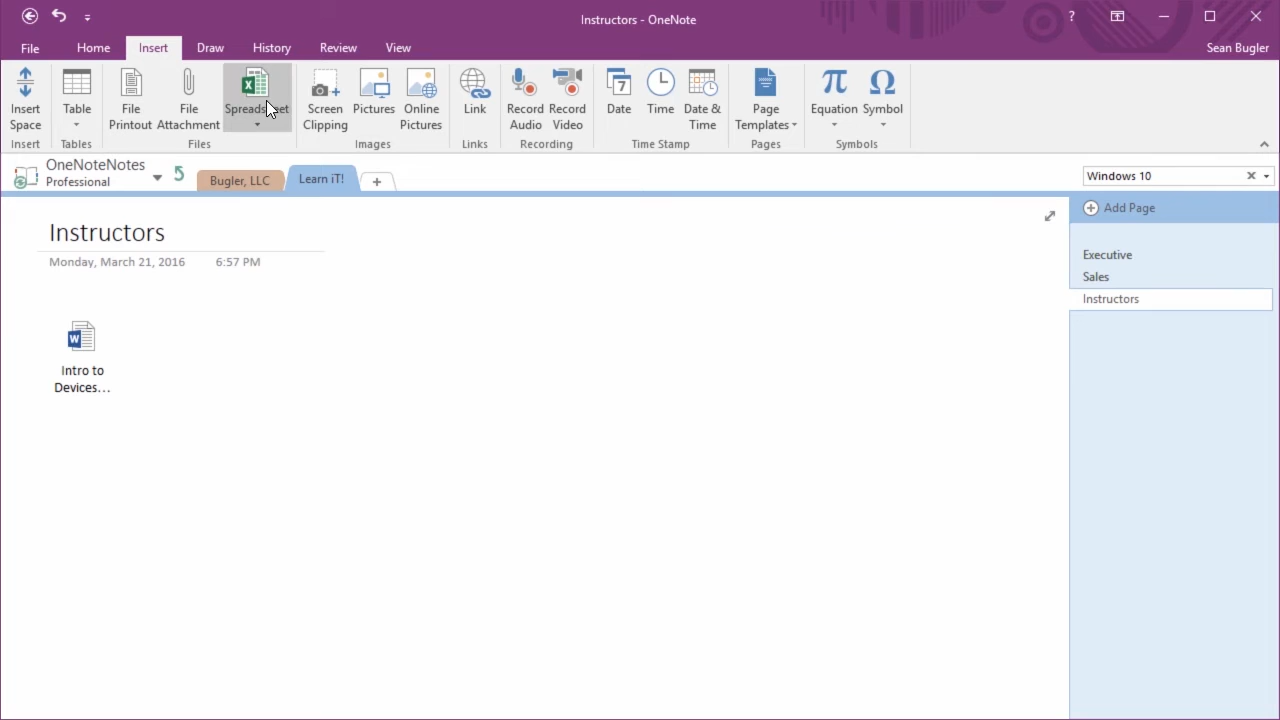 Instructors - OneNote
?
File Home Insert Draw History Review View Sean Bugler
Insert Space
Table
File Printout
File Attachment
Spreadsheet
Screen Clipping
Pictures
Online Pictures
Link
Record Audio
Record Video
Date
Time
Date & Time
Page Templates
Equation
Symbol
Insert Tables Files Images Links Recording Time Stamp Pages Symbols
OneNoteNotes
Professional
Bugler, LLC
Learn iT!
Windows 10
Add Page
Instructors
Monday, March 21, 2016 6:57 PM
Executive
Sales
Instructors
Intro to
Devices...